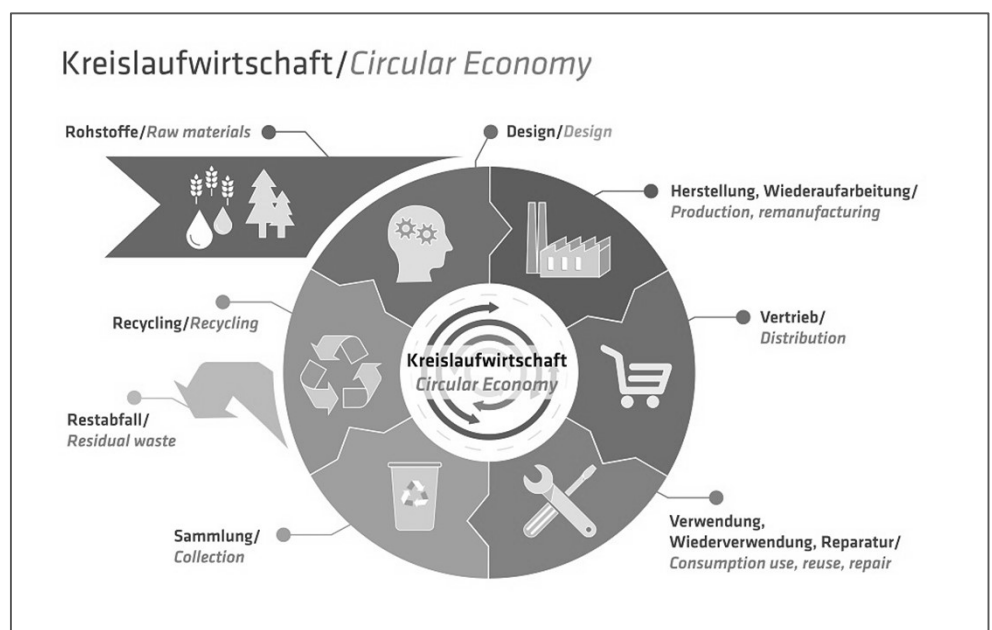 Kreislaufwirtschaft/Circular Economy
Rohstoffe/Raw materials
Design/Design
Herstellung, Wiederaufarbeitung/
Production, remanufacturing
Recycling/Recycling
Vertrieb/
Distribution
Kreislaufwirtschaft
Circular Economy
Restabfall/
Residual waste
Sammlung/
Collection
Verwendung,
Wiederverwendung, Reparatur/
Consumption use, reuse, repair